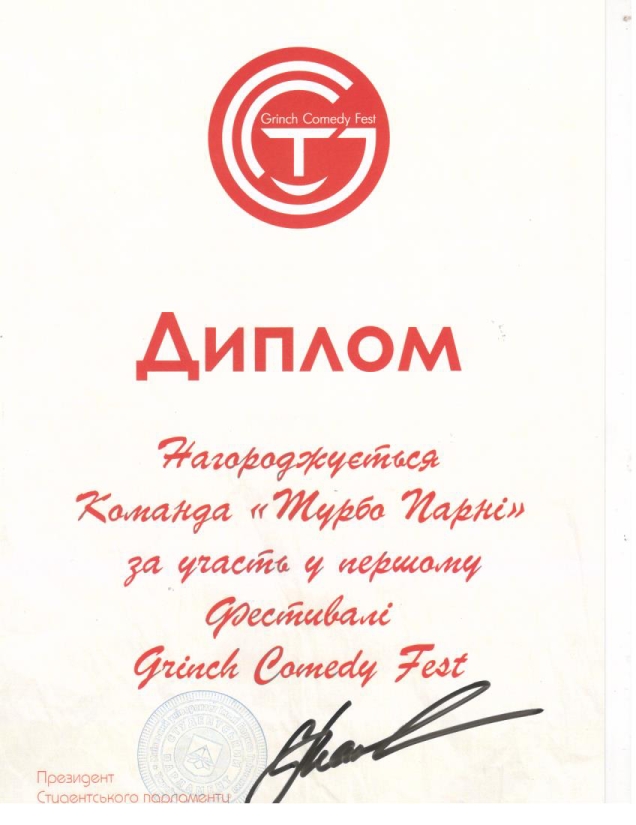 Grinch Comedy Fest
Диплом
Нагороджується
Команда «Турбо Парні»
за участь у першому
Фестивалі
Grinch Comedy Fest
Президент
Студентського парламенту